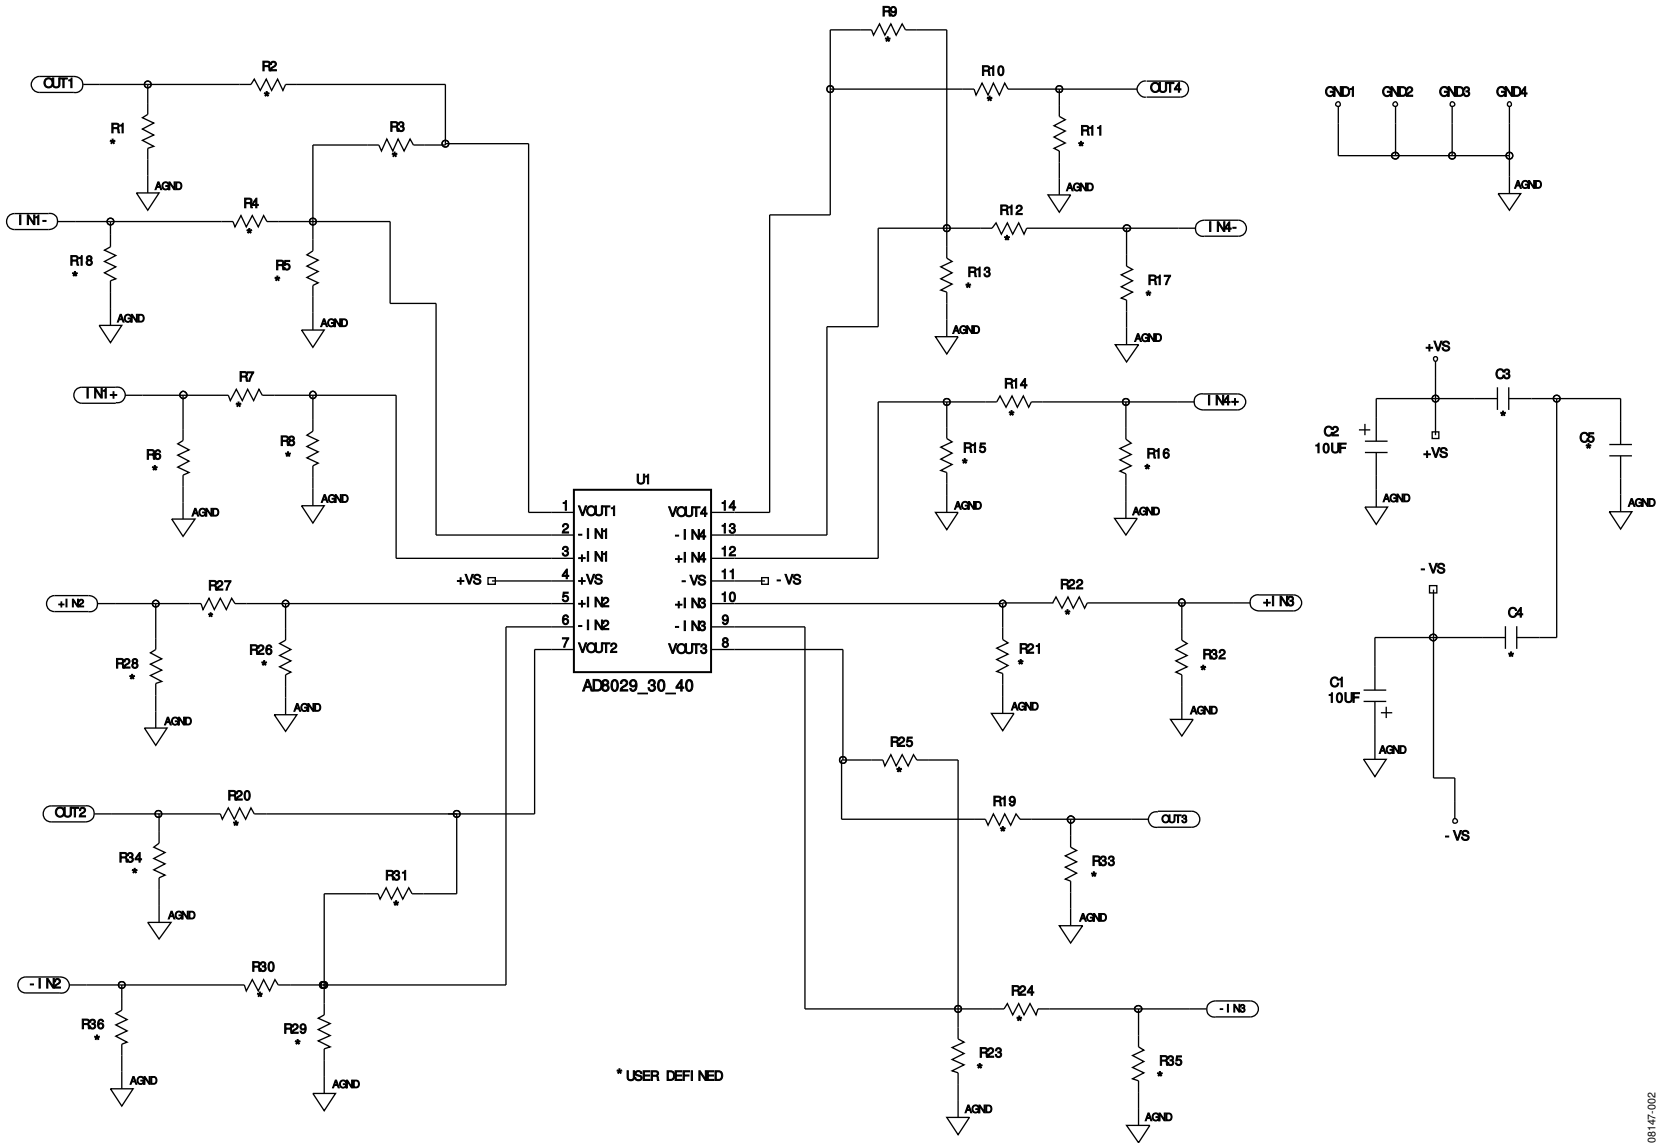 OUT1
R2
*
R1
*
AGND
R3
*
IN1-
R4
*
R18
*
AGND
R5
*
AGND
IN1+
R7
*
R6
*
AGND
R8
*
AGND
R9
*
R10
*
OUT4
R11
*
AGND
R12
*
IN4-
R13
*
AGND
R17
*
AGND
R14
*
IN4+
R15
*
AGND
R16
*
AGND
U1
1 VOUT1 VOUT4 14
2 -IN1 -IN4 13
3 +IN1 +IN4 12
+VS 4 +VS -VS 11 -VS
5 +IN2 +IN3 10
6 -IN2 -IN3 9
7 VOUT2 VOUT3 8
AD8029_30_40
+IN2
R27
*
R28
*
AGND
R26
*
AGND
OUT2
R20
*
R34
*
AGND
R31
*
-IN2
R30
*
R36
*
AGND
R29
*
AGND
R22
*
+IN3
R21
*
AGND
R32
*
AGND
R25
*
R19
*
OUT3
R33
*
AGND
R24
*
-IN3
R23
*
AGND
R35
*
AGND
GND1 GND2 GND3 GND4
AGND
+VS
C3
*
C2
10UF
+
+VS
AGND
C5
*
AGND
-VS
C4
*
C1
10UF
+
AGND
-VS
* USER DEFINED
08147-002